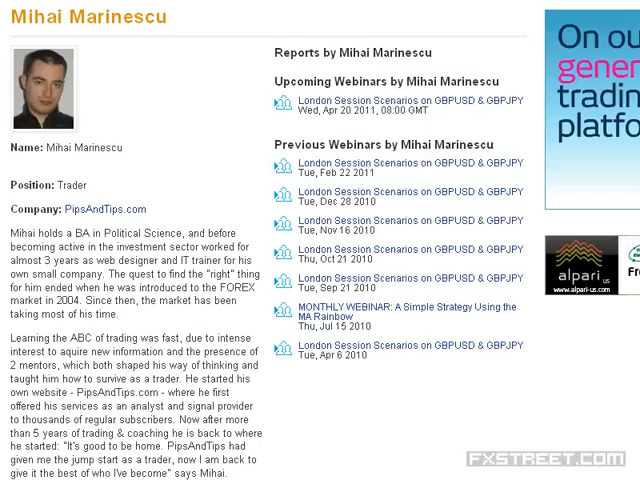 Mihai Marinescu
Name: Mihai Marinescu
Position: Trader
Company: PipsAndTips.com
Mihai holds a BA in Political Science, and before
becoming active in the investment sector worked for
almost 3 years as web designer and IT trainer for his
own small company. The quest to find the "right" thing
for him ended when he was introduced to the FOREX
market in 2004. Since then, the market has been
taking most of his time.
Learning the ABC of trading was fast, due to intense
interest to aquire new information and the presence of
2 mentors, which both shaped his way of thinking and
taught him how to survive as a trader. He started his
own website - PipsAndTips.com - where he first
offered his services as an analyst and signal provider
to thousands of regular subscribers. Now after more
than 5 years of trading & coaching he is back to where
he started: "It's good to be home. PipsAndTips had
given me the jump start as a trader, now I am back to
give it the best of who I've become" says Mihai.
Reports by Mihai Marinescu
Upcoming Webinars by Mihai Marinescu
London Session Scenarios on GBPUSD & GBPJPY
Wed, Apr 20 2011, 08:00 GMT
Previous Webinars by Mihai Marinescu
London Session Scenarios on GBPUSD & GBPJPY
Tue, Feb 22 2011
London Session Scenarios on GBPUSD & GBPJPY
Tue, Dec 28 2010
London Session Scenarios on GBPUSD & GBPJPY
Tue, Nov 16 2010
London Session Scenarios on GBPUSD & GBPJPY
Thu, Oct 21 2010
London Session Scenarios on GBPUSD & GBPJPY
Tue, Sep 21 2010
MONTHLY WEBINAR: A Simple Strategy Using the
MA Rainbow
Thu, Jul 15 2010
London Session Scenarios on GBPUSD & GBPJPY
Tue, Apr 6 2010
On ou
gener
tradin
platfo
alpari us
www.alpari-us.com
Fr
FXSTREET.COM